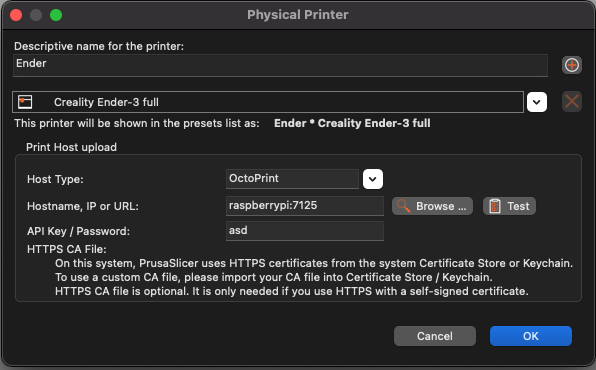 Physical Printer
Descriptive name for the printer:
Ender
Creality Ender-3 full
This printer will be shown in the presets list as: Ender * Creality Ender-3 full
Print Host upload
Host Type: OctoPrint
Hostname, IP or URL: raspberrypi:7125 Browse ... Test
API Key / Password: asd
HTTPS CA File:
On this system, PrusaSlicer uses HTTPS certificates from the system Certificate Store or Keychain.
To use a custom CA file, please import your CA file into Certificate Store / Keychain.
HTTPS CA file is optional. It is only needed if you use HTTPS with a self-signed certificate.
Cancel OK